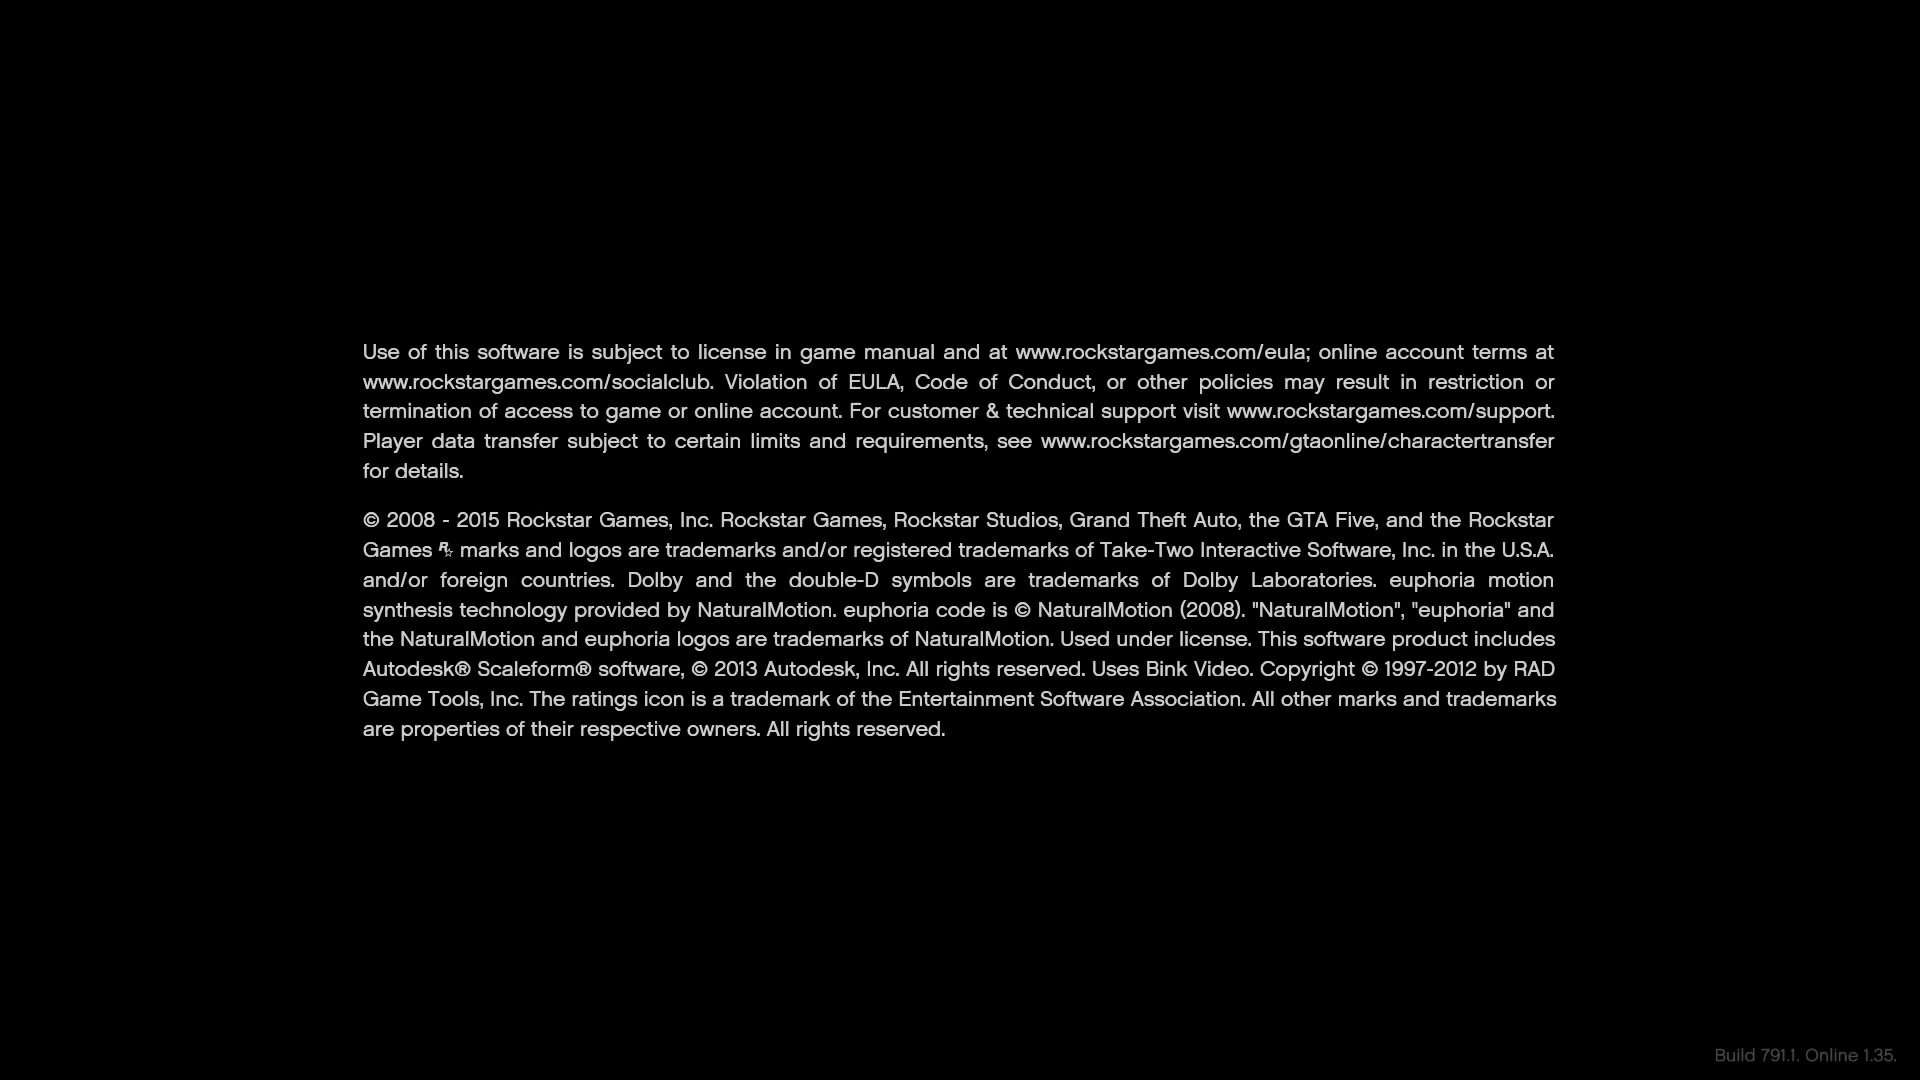 Use of this software is subject to license in game manual and at www.rockstargames.com/eula; online account terms at
www.rockstargames.com/socialclub. Violation of EULA, Code of Conduct, or other policies may result in restriction or
termination of access to game or online account. For customer & technical support visit www.rockstargames.com/support.
Player data transfer subject to certain limits and requirements, see www.rockstargames.com/gtaonline/charactertransfer
for details.
© 2008 - 2015 Rockstar Games, Inc. Rockstar Games, Rockstar Studios, Grand Theft Auto, the GTA Five, and the Rockstar
Games R* marks and logos are trademarks and/or registered trademarks of Take-Two Interactive Software, Inc. in the U.S.A.
and/or foreign countries. Dolby and the double-D symbols are trademarks of Dolby Laboratories. euphoria motion
synthesis technology provided by NaturalMotion. euphoria code is © NaturalMotion (2008). "NaturalMotion", "euphoria" and
the NaturalMotion and euphoria logos are trademarks of NaturalMotion. Used under license. This software product includes
Autodesk® Scaleform® software, © 2013 Autodesk, Inc. All rights reserved. Uses Bink Video. Copyright © 1997-2012 by RAD
Game Tools, Inc. The ratings icon is a trademark of the Entertainment Software Association. All other marks and trademarks
are properties of their respective owners. All rights reserved.
Build 791.1. Online 1.35.